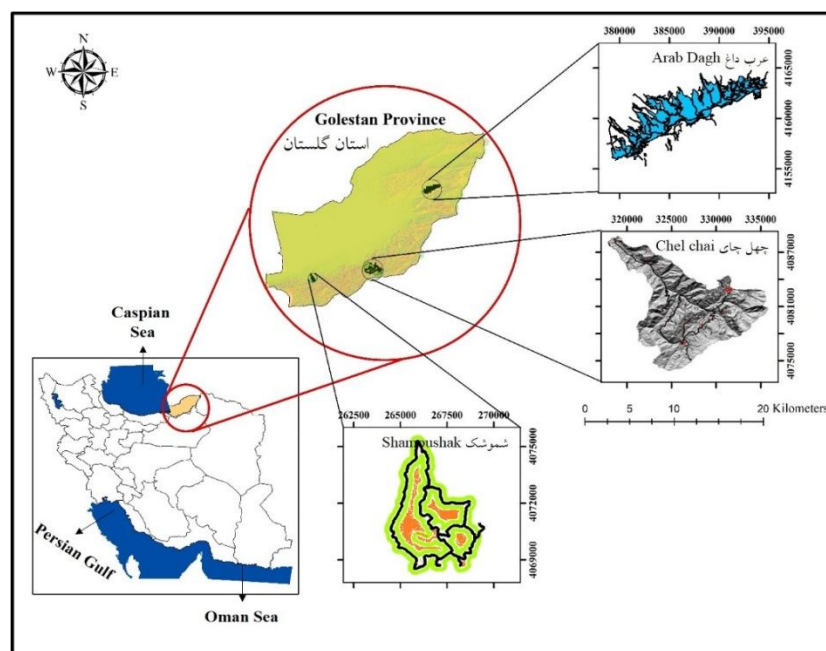 N
W E
S
Golestan Province
استان گلستان
380000 385000 390000 395000
Arab Dagh عرب داغ
4165000
4160000
4155000
320000 325000 330000 335000
Chel chai چهل چای
4087000
4081000
4075000
0 5 10 15 20 Kilometers
Caspian
Sea
Persian Gulf
Oman Sea
262500 265000 267500 270000
Shamoushak شموشک
4075000
4072000
4069000